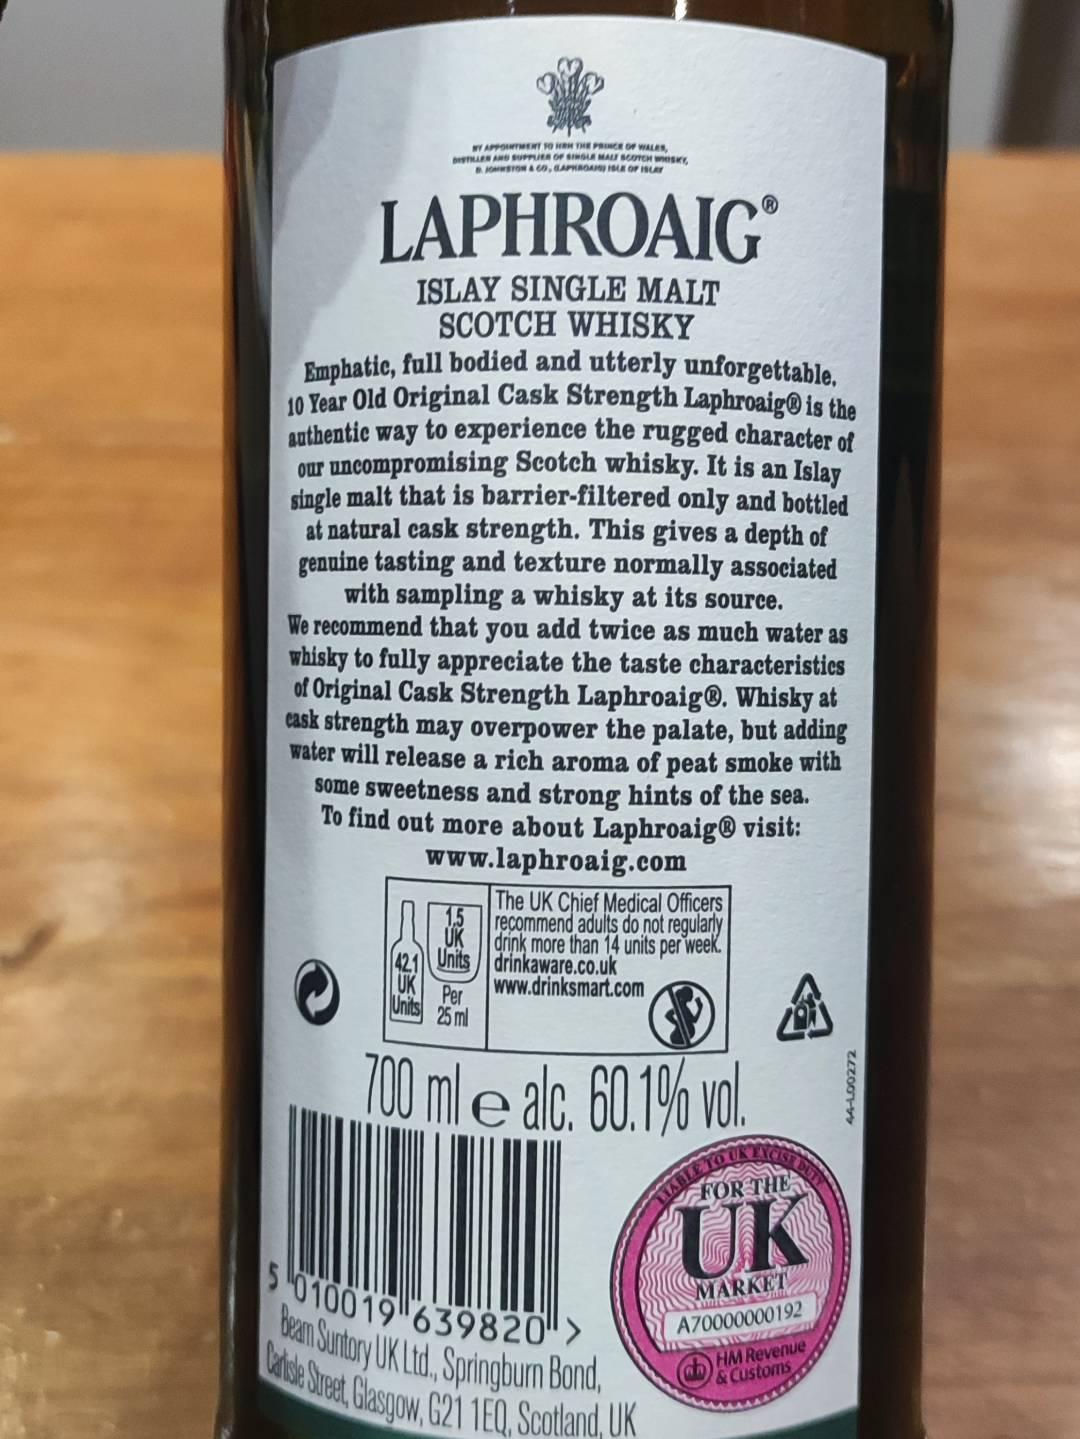 BY APPOINTMENT TO HRH THE PRINCE OF WALES,
DISTILLER AND SUPPLIER OF SINGLE MALT SCOTCH WHISKY,
D. JOHNSTON & CO, (LAPHROAIG) ISLE OF ISLAY
LAPHROAIG®
ISLAY SINGLE MALT
SCOTCH WHISKY
Emphatic, full bodied and utterly unforgettable.
10 Year Old Original Cask Strength Laphroaig® is the
authentic way to experience the rugged character of
our uncompromising Scotch whisky. It is an Islay
single malt that is barrier-filtered only and bottled
at natural cask strength. This gives a depth of
genuine tasting and texture normally associated
with sampling a whisky at its source.
We recommend that you add twice as much water as
whisky to fully appreciate the taste characteristics
of Original Cask Strength Laphroaig®. Whisky at
cask strength may overpower the palate, but adding
water will release a rich aroma of peat smoke with
some sweetness and strong hints of the sea.
To find out more about Laphroaig® visit:
www.laphroaig.com
42.1
UK
Units
1.5
UK
Units
Per
25 ml
The UK Chief Medical Officers
recommend adults do not regularly
drink more than 14 units per week.
drinkaware.co.uk
www.drinksmart.com
44-L00272
700 ml e alc. 60.1% vol.
LIABLE TO UK EXCISE DUTY
FOR THE
UK
MARKET
A70000000192
HM Revenue
& Customs
5 010019 639820 >
Beam Suntory UK Ltd., Springburn Bond,
Carlisle Street, Glasgow, G21 1EQ, Scotland, UK